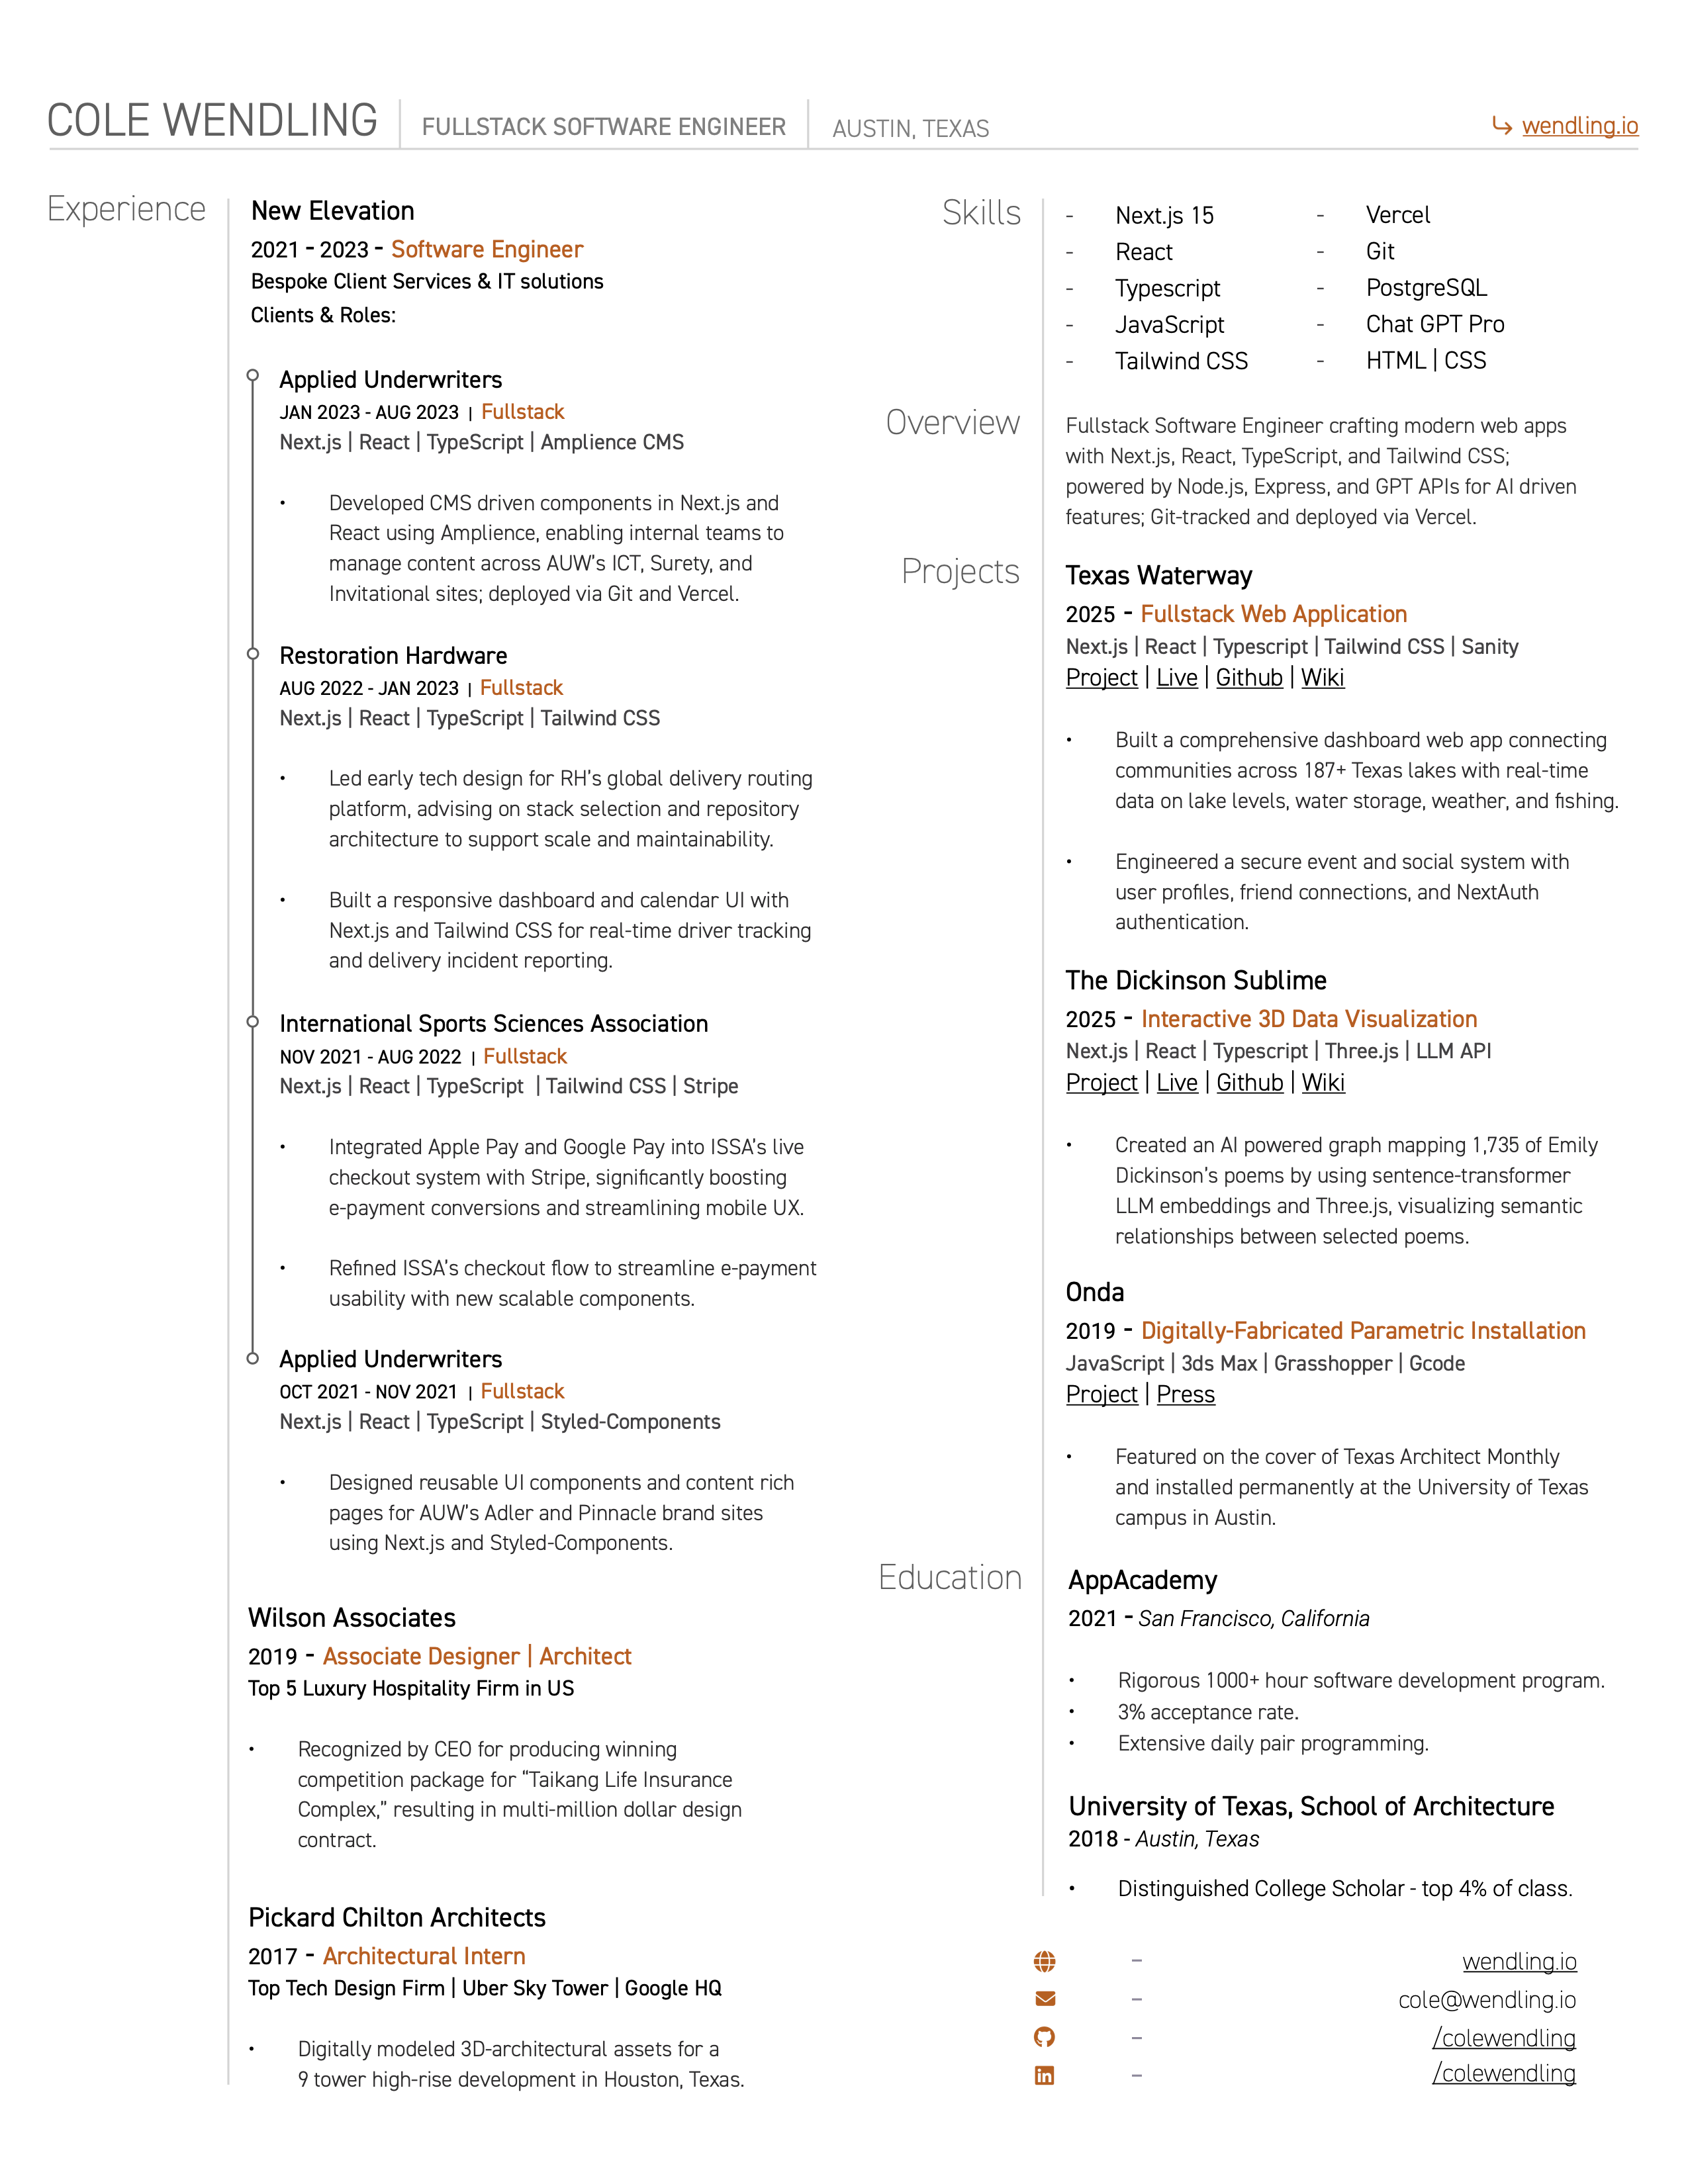 COLE WENDLING
FULLSTACK SOFTWARE ENGINEER
AUSTIN, TEXAS
wendling.io
Experience
New Elevation
2021 - 2023 - Software Engineer
Bespoke Client Services & IT solutions
Clients & Roles:
Applied Underwriters
JAN 2023 - AUG 2023 | Fullstack
Next.js | React | TypeScript | Amplience CMS
• Developed CMS driven components in Next.js and
React using Amplience, enabling internal teams to
manage content across AUW's ICT, Surety, and
Invitational sites; deployed via Git and Vercel.
Restoration Hardware
AUG 2022 - JAN 2023 | Fullstack
Next.js | React | TypeScript | Tailwind CSS
• Led early tech design for RH's global delivery routing
platform, advising on stack selection and repository
architecture to support scale and maintainability.
• Built a responsive dashboard and calendar UI with
Next.js and Tailwind CSS for real-time driver tracking
and delivery incident reporting.
International Sports Sciences Association
NOV 2021 - AUG 2022 | Fullstack
Next.js | React | TypeScript | Tailwind CSS | Stripe
• Integrated Apple Pay and Google Pay into ISSA's live
checkout system with Stripe, significantly boosting
e-payment conversions and streamlining mobile UX.
• Refined ISSA's checkout flow to streamline e-payment
usability with new scalable components.
Applied Underwriters
OCT 2021 - NOV 2021 | Fullstack
Next.js | React | TypeScript | Styled-Components
• Designed reusable UI components and content rich
pages for AUW's Adler and Pinnacle brand sites
using Next.js and Styled-Components.
Wilson Associates
2019 - Associate Designer | Architect
Top 5 Luxury Hospitality Firm in US
• Recognized by CEO for producing winning
competition package for “Taikang Life Insurance
Complex,” resulting in multi-million dollar design
contract.
Pickard Chilton Architects
2017 - Architectural Intern
Top Tech Design Firm | Uber Sky Tower | Google HQ
• Digitally modeled 3D-architectural assets for a
9 tower high-rise development in Houston, Texas.
Skills
- Next.js 15
- React
- Typescript
- JavaScript
- Tailwind CSS
- Vercel
- Git
- PostgreSQL
- Chat GPT Pro
- HTML | CSS
Overview
Fullstack Software Engineer crafting modern web apps
with Next.js, React, TypeScript, and Tailwind CSS;
powered by Node.js, Express, and GPT APIs for AI driven
features; Git-tracked and deployed via Vercel.
Projects
Texas Waterway
2025 - Fullstack Web Application
Next.js | React | Typescript | Tailwind CSS | Sanity
Project | Live | Github | Wiki
• Built a comprehensive dashboard web app connecting
communities across 187+ Texas lakes with real-time
data on lake levels, water storage, weather, and fishing.
• Engineered a secure event and social system with
user profiles, friend connections, and NextAuth
authentication.
The Dickinson Sublime
2025 - Interactive 3D Data Visualization
Next.js | React | Typescript | Three.js | LLM API
Project | Live | Github | Wiki
• Created an AI powered graph mapping 1,735 of Emily
Dickinson's poems by using sentence-transformer
LLM embeddings and Three.js, visualizing semantic
relationships between selected poems.
Onda
2019 - Digitally-Fabricated Parametric Installation
JavaScript | 3ds Max | Grasshopper | Gcode
Project | Press
• Featured on the cover of Texas Architect Monthly
and installed permanently at the University of Texas
campus in Austin.
Education
AppAcademy
2021 - San Francisco, California
• Rigorous 1000+ hour software development program.
• 3% acceptance rate.
• Extensive daily pair programming.
University of Texas, School of Architecture
2018 - Austin, Texas
• Distinguished College Scholar - top 4% of class.
– wendling.io
– cole@wendling.io
– /colewendling
– /colewendling